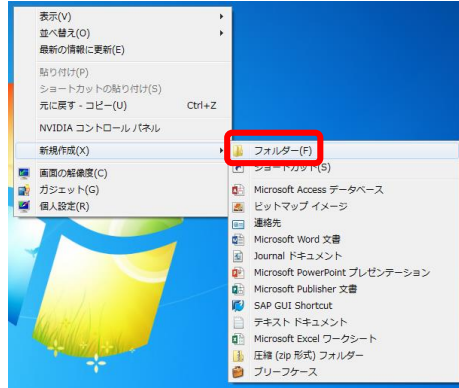 表示(V)
並べ替え(O)
最新の情報に更新(E)
貼り付け(P)
ショートカットの貼り付け(S)
元に戻す - コピー(U) Ctrl+Z
NVIDIA コントロール パネル
新規作成(X)
画面の解像度(C)
ガジェット(G)
個人設定(R)
フォルダー(F)
ショートカット(S)
Microsoft Access データベース
ビットマップ イメージ
連絡先
Microsoft Word 文書
Journal ドキュメント
Microsoft PowerPoint プレゼンテーション
Microsoft Publisher 文書
SAP GUI Shortcut
テキスト ドキュメント
Microsoft Excel ワークシート
圧縮 (zip 形式) フォルダー
ブリーフケース